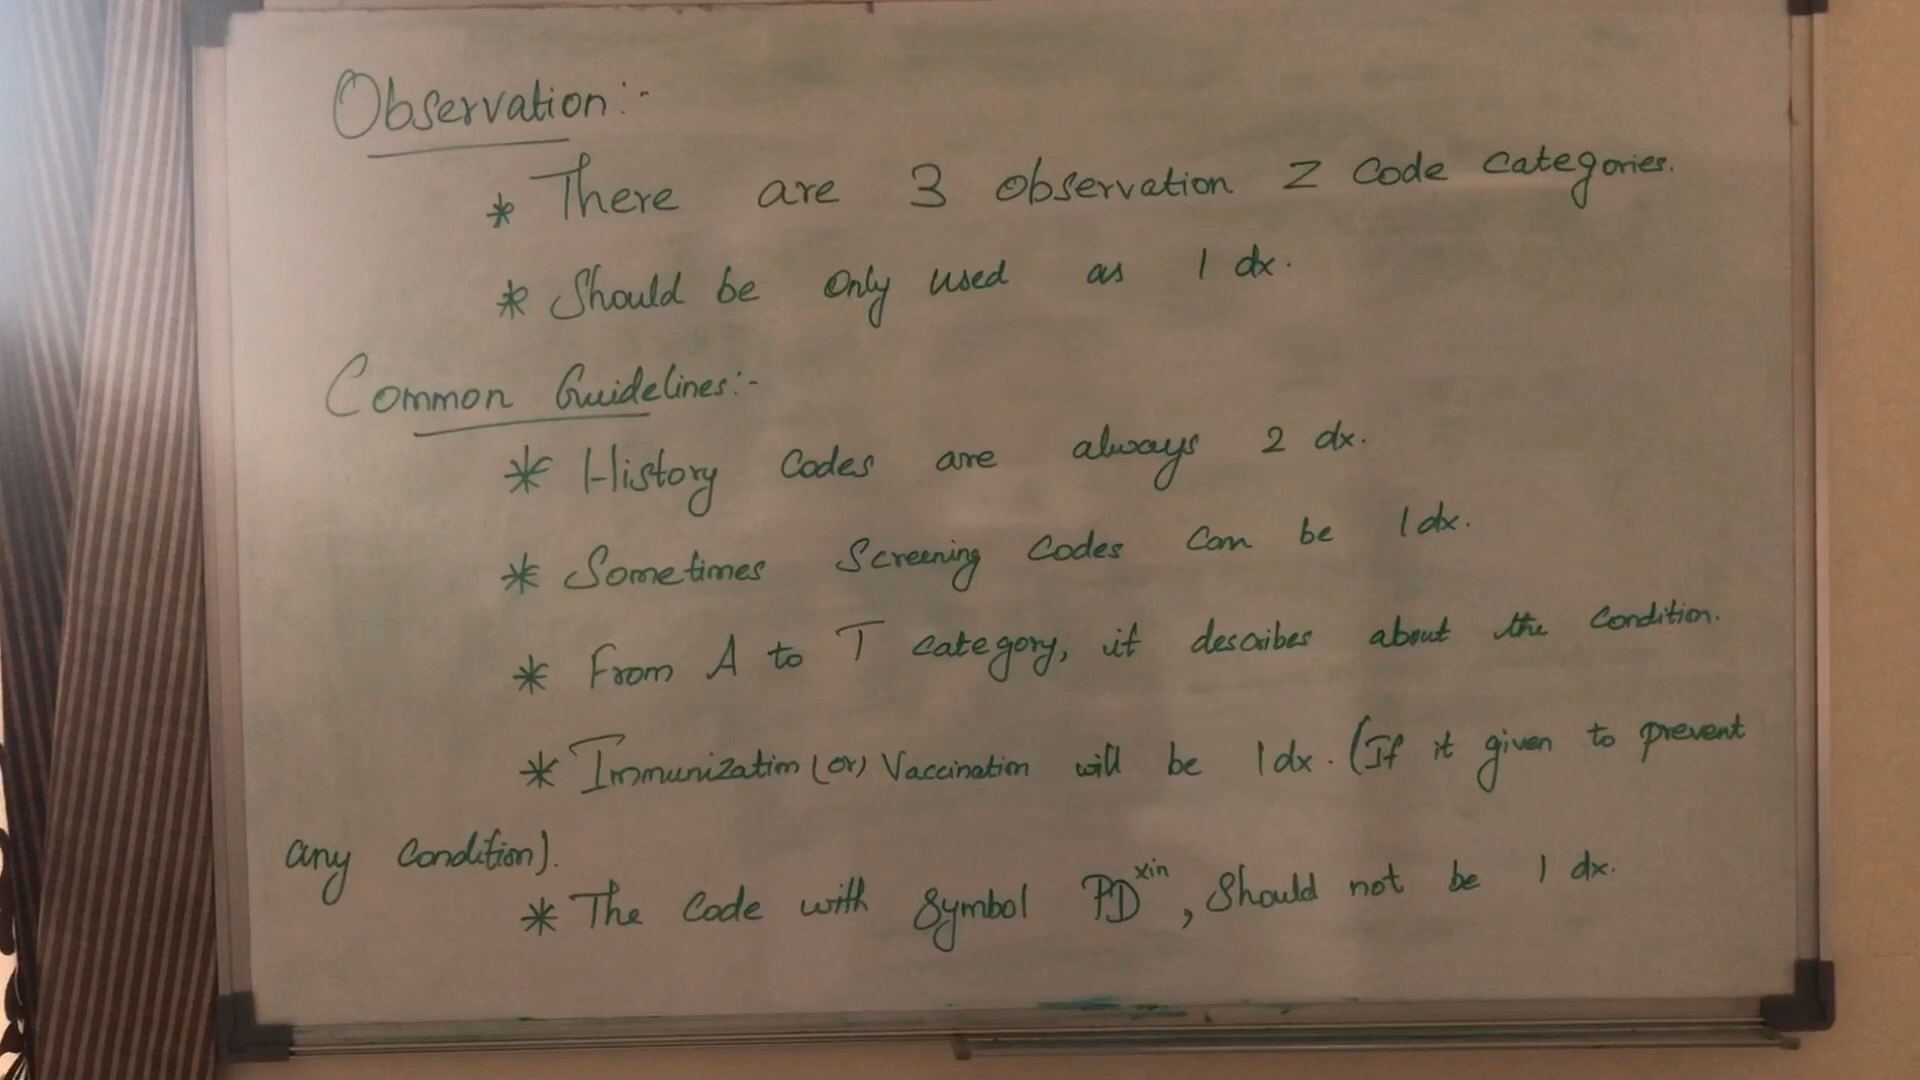 Observation:-
* There are 3 observation Z code categories.
* Should be only used as 1 dx.
Common Guidelines:-
* History codes are always 2 dx.
* Sometimes Screening codes can be 1 dx.
* From A to T category, it describes about the condition.
* Immunization (or) Vaccination will be 1 dx. (If it given to prevent
any condition).
* The code with symbol PD^xin, should not be 1 dx.